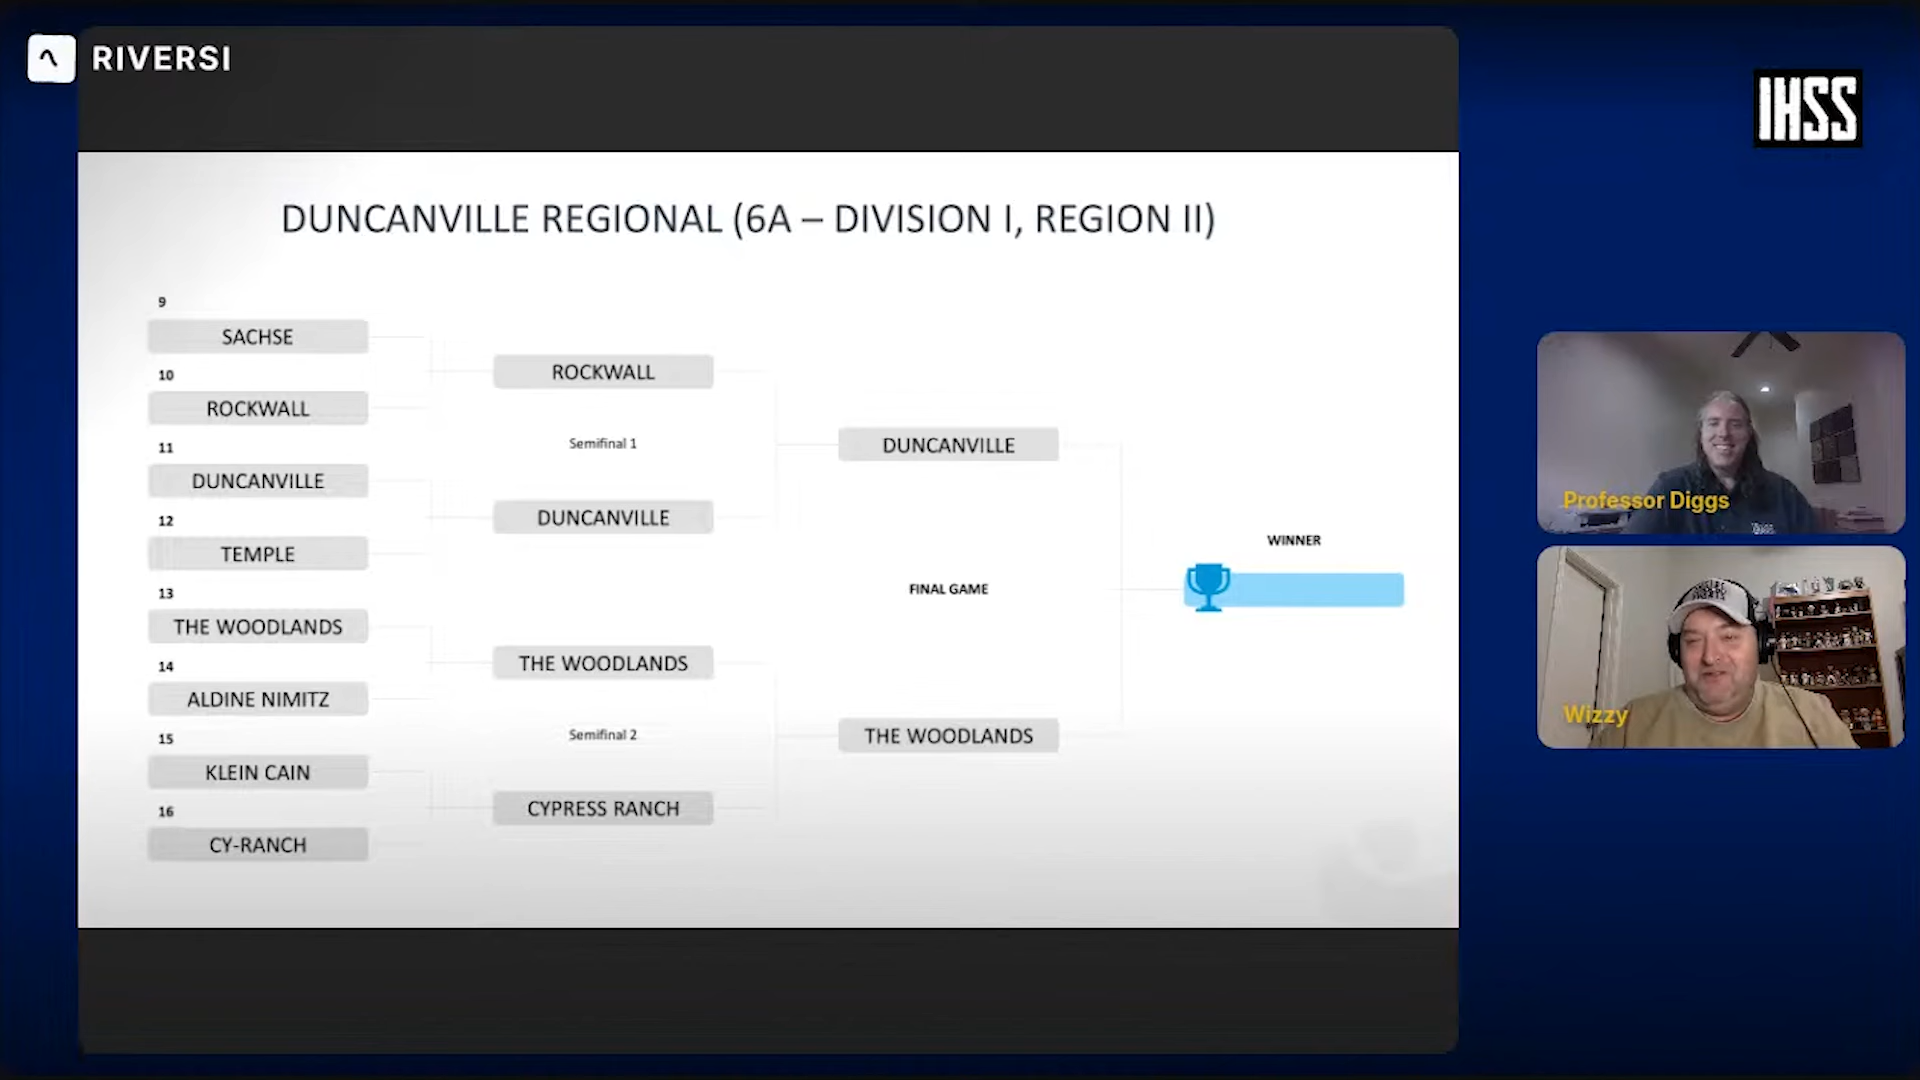 RIVERSI
IHSS
DUNCANVILLE REGIONAL (6A – DIVISION I, REGION II)
9
SACHSE
10
ROCKWALL
11
DUNCANVILLE
12
TEMPLE
13
THE WOODLANDS
14
ALDINE NIMITZ
15
KLEIN CAIN
16
CY-RANCH
ROCKWALL
Semifinal 1
DUNCANVILLE
THE WOODLANDS
Semifinal 2
CYPRESS RANCH
DUNCANVILLE
FINAL GAME
THE WOODLANDS
WINNER
Professor Diggs
Wizzy